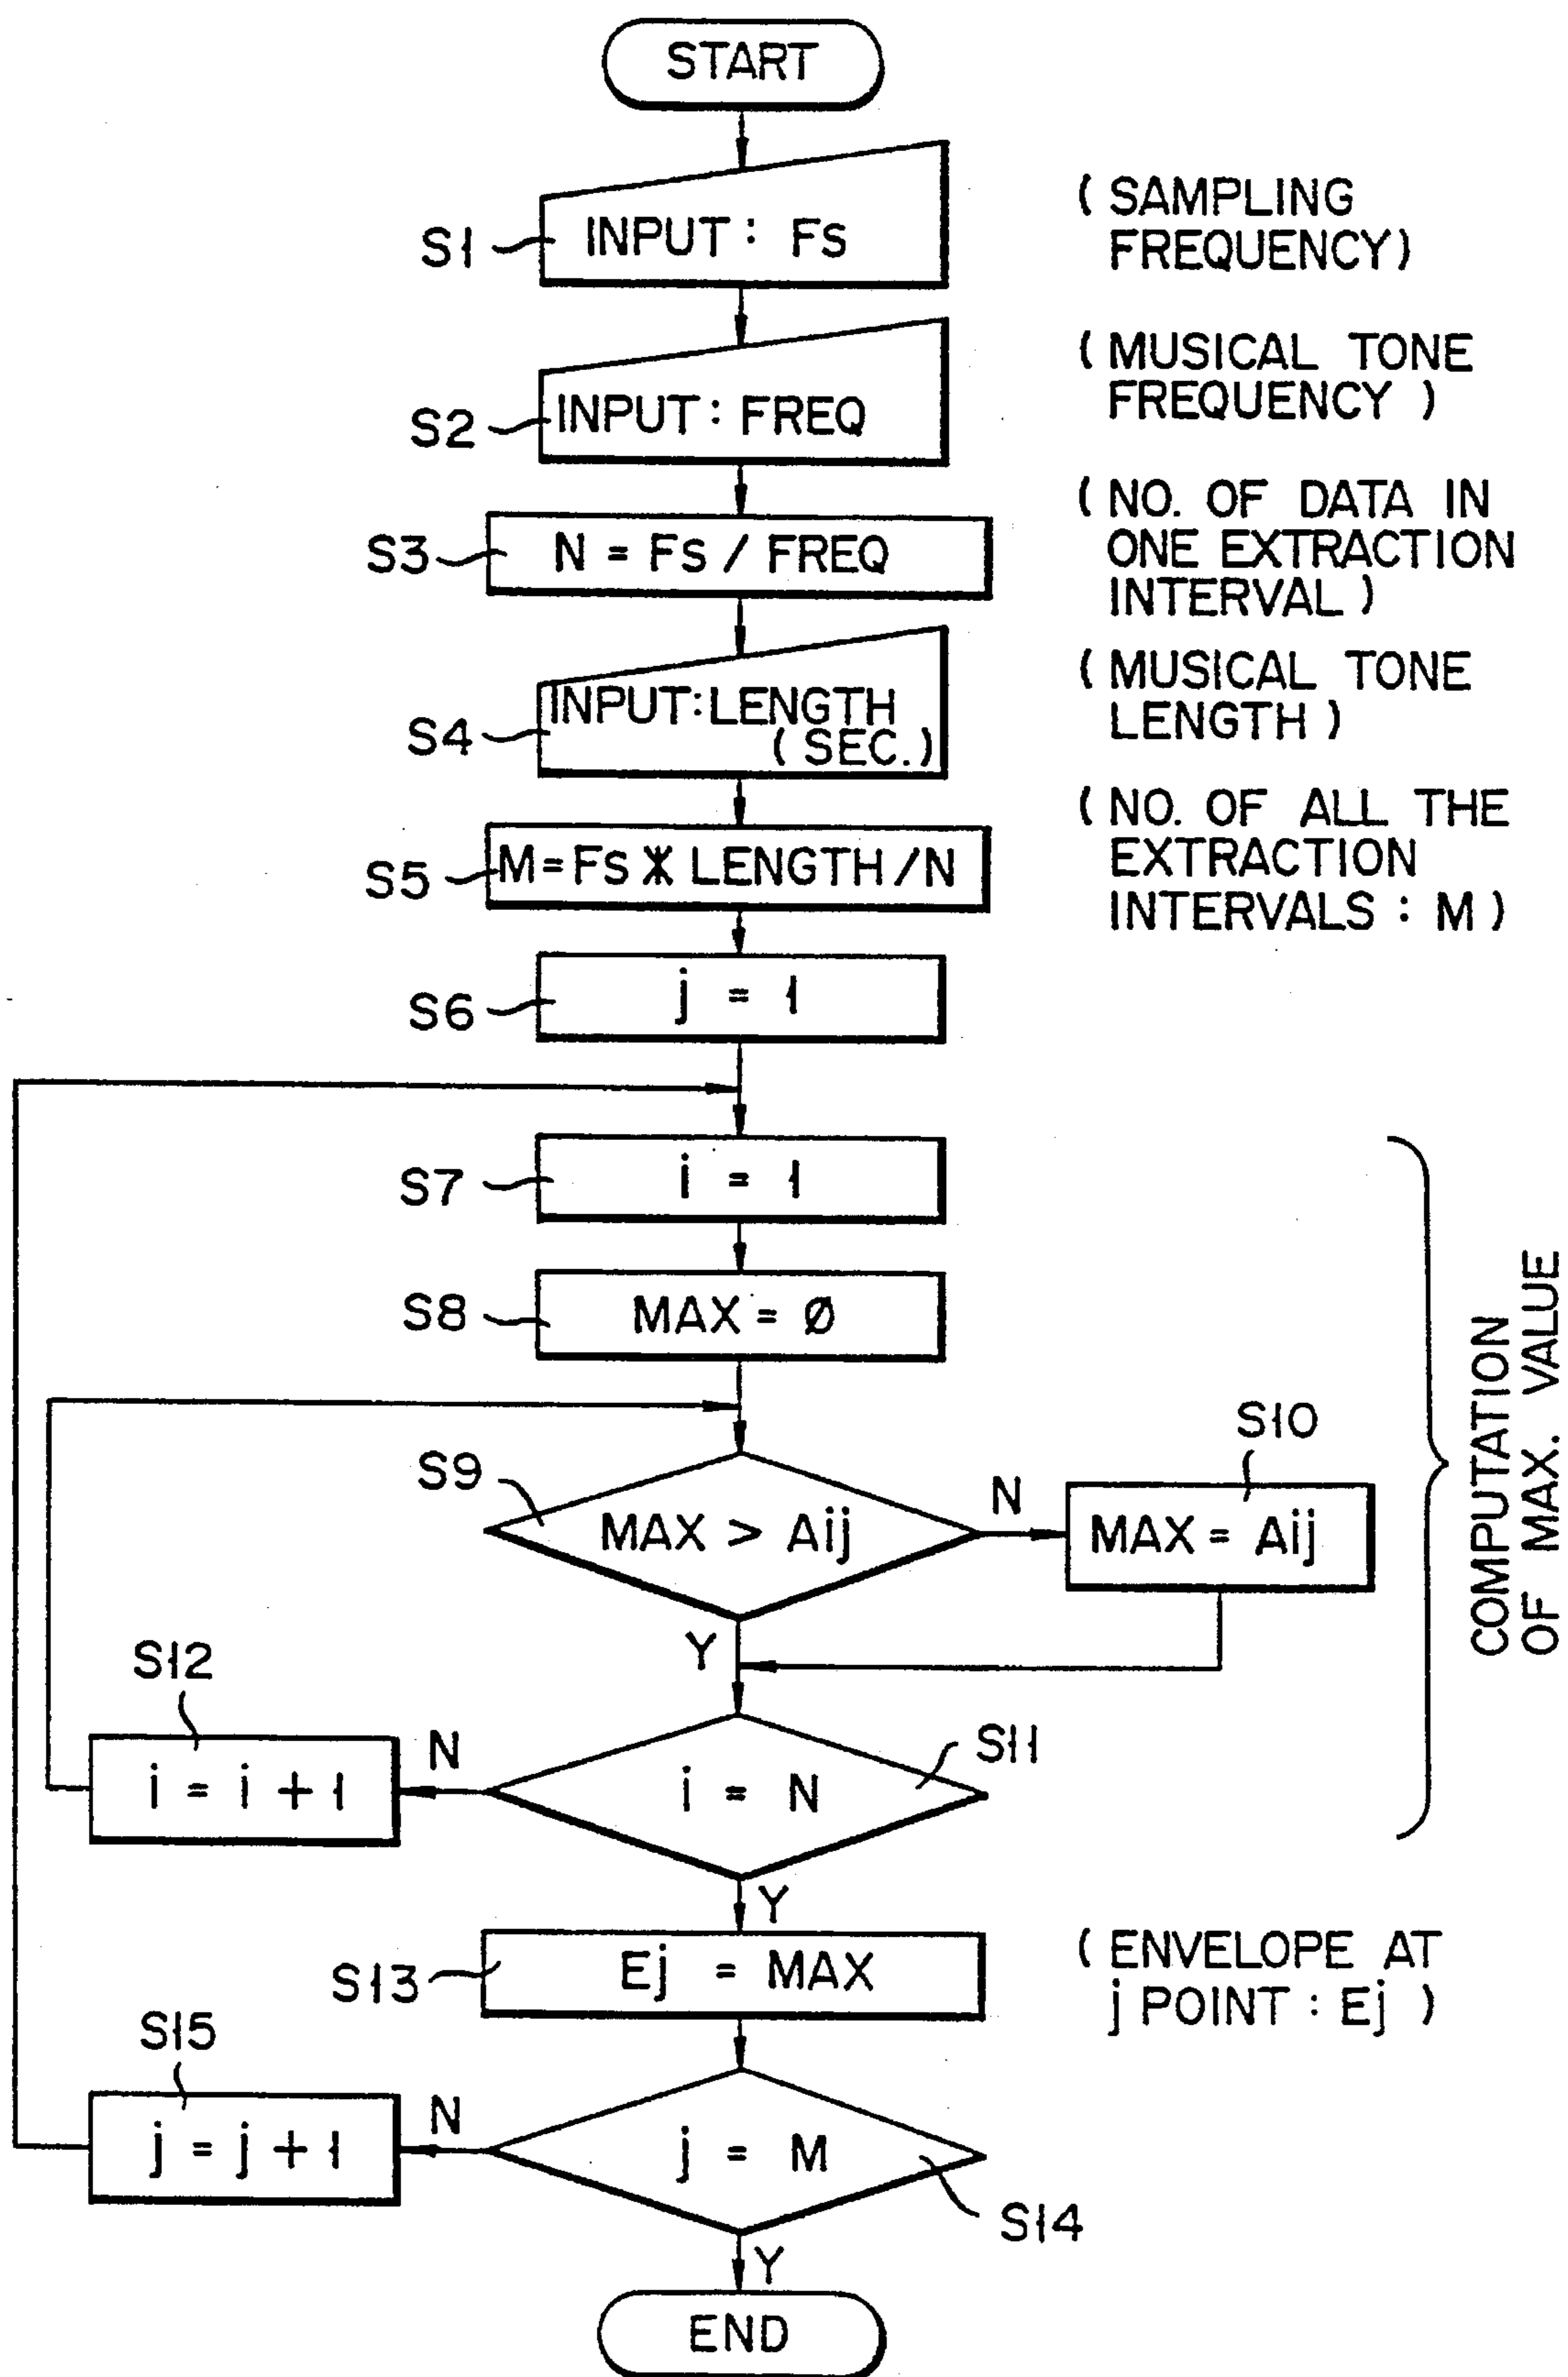 START
S1
INPUT : Fs
( SAMPLING
FREQUENCY)
S2
INPUT : FREQ
( MUSICAL TONE
FREQUENCY )
S3
N = Fs / FREQ
( NO. OF DATA IN
ONE EXTRACTION
INTERVAL )
S4
INPUT:LENGTH
( SEC.)
( MUSICAL TONE
LENGTH )
S5
M=Fs * LENGTH/N
( NO. OF ALL THE
EXTRACTION
INTERVALS : M )
S6
j = 1
S7
i = 1
S8
MAX = Ø
S9
MAX > Aij
N
S10
MAX = Aij
Y
COMPUTATION
OF MAX. VALUE
S12
i = i + 1
N
i = N
S11
Y
S13
Ej = MAX
( ENVELOPE AT
j POINT : Ej )
S15
j = j + 1
N
j = M
S14
Y
END